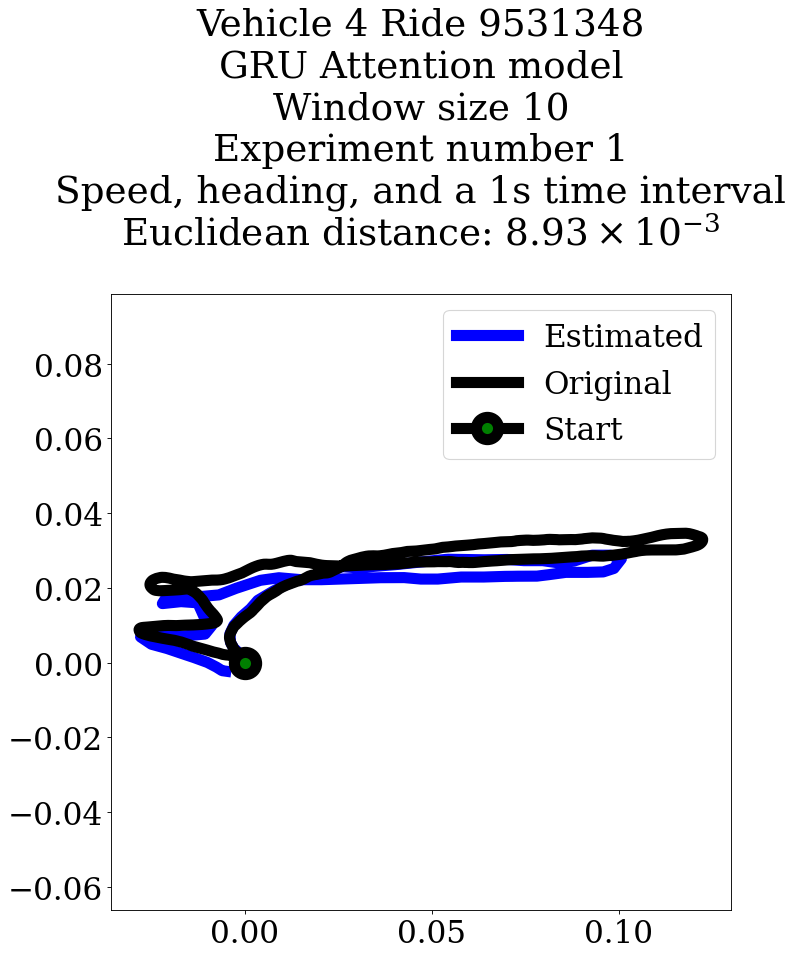 Vehicle 4 Ride 9531348
GRU Attention model
Window size 10
Experiment number 1
Speed, heading, and a 1s time interval
Euclidean distance: 8.93 × 10⁻³
Estimated
Original
Start
0.08
0.06
0.04
0.02
0.00
−0.02
−0.04
−0.06
0.00 0.05 0.10